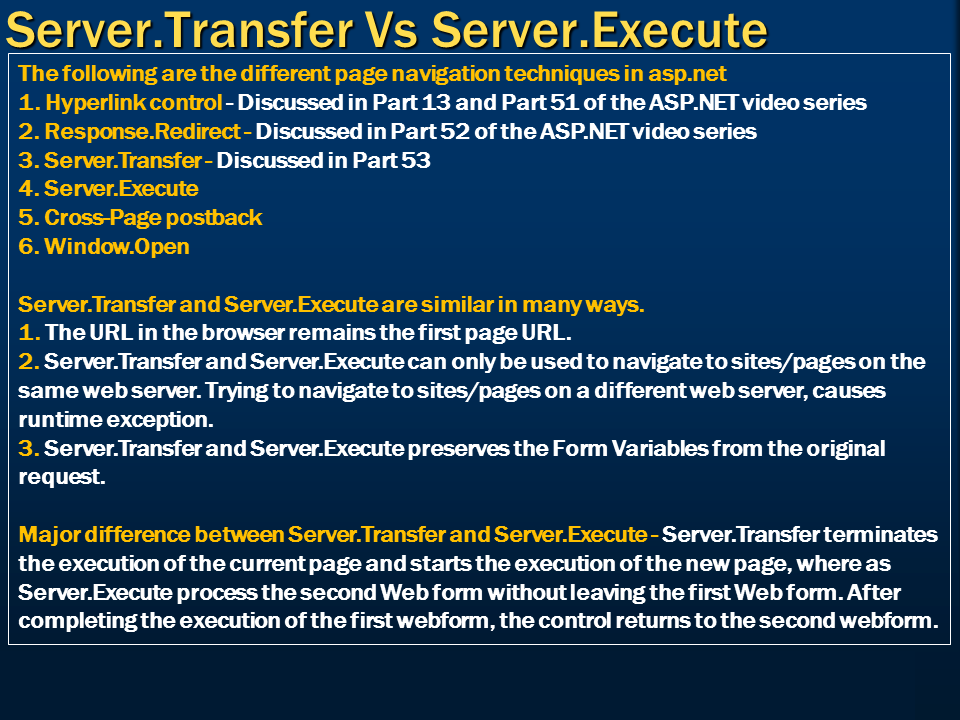 Server.Transfer Vs Server.Execute
The following are the different page navigation techniques in asp.net
1. Hyperlink control - Discussed in Part 13 and Part 51 of the ASP.NET video series
2. Response.Redirect - Discussed in Part 52 of the ASP.NET video series
3. Server.Transfer - Discussed in Part 53
4. Server.Execute
5. Cross-Page postback
6. Window.Open
Server.Transfer and Server.Execute are similar in many ways.
1. The URL in the browser remains the first page URL.
2. Server.Transfer and Server.Execute can only be used to navigate to sites/pages on the
same web server. Trying to navigate to sites/pages on a different web server, causes
runtime exception.
3. Server.Transfer and Server.Execute preserves the Form Variables from the original
request.
Major difference between Server.Transfer and Server.Execute - Server.Transfer terminates
the execution of the current page and starts the execution of the new page, where as
Server.Execute process the second Web form without leaving the first Web form. After
completing the execution of the first webform, the control returns to the second webform.